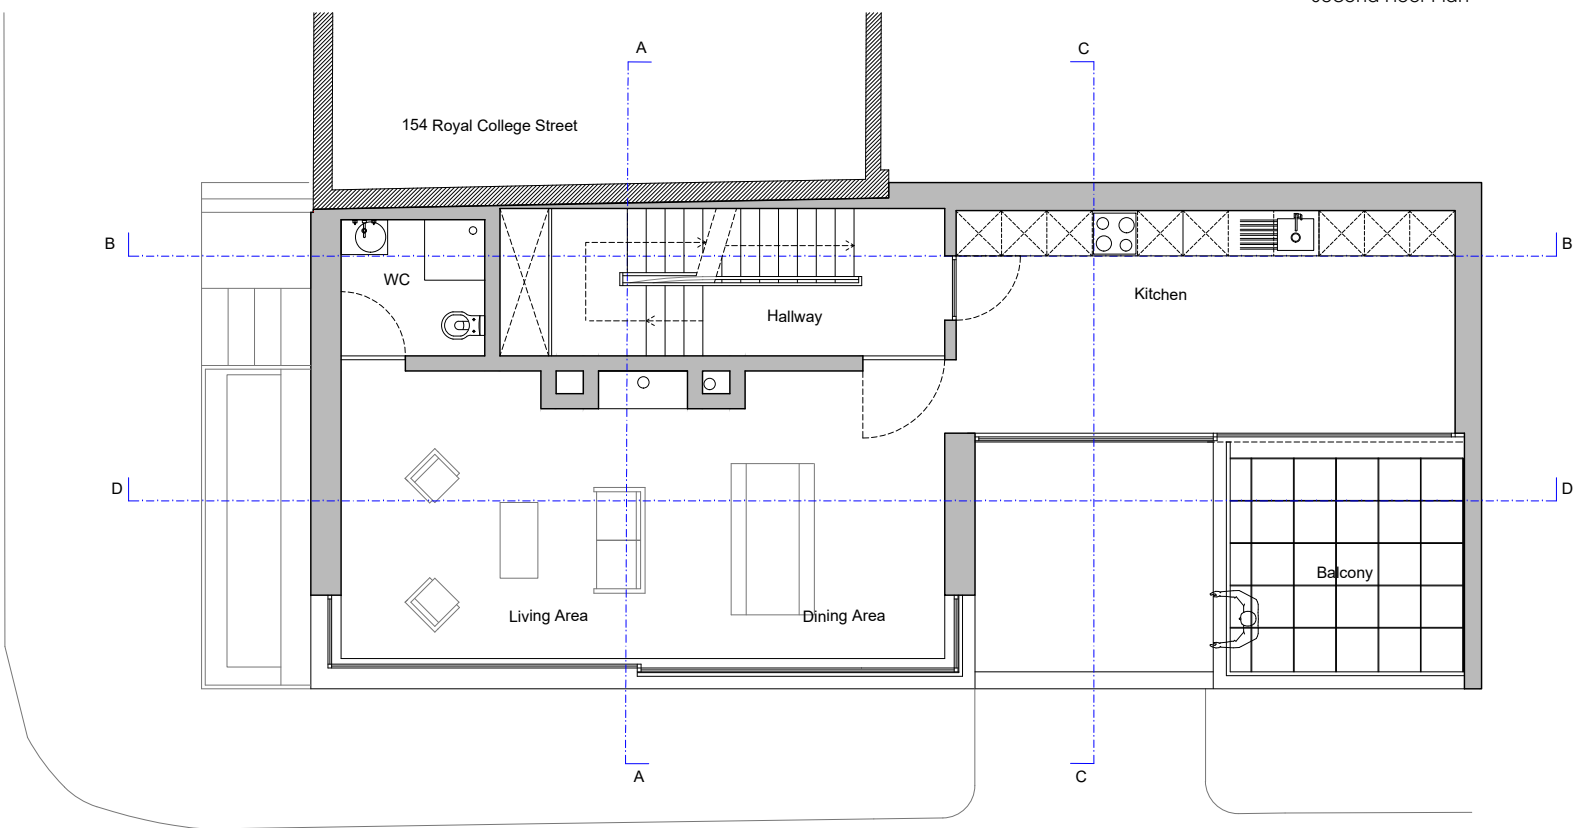 A
C
154 Royal College Street
B
B
WC
Kitchen
Hallway
D
D
Balcony
Living Area
Dining Area
A
C